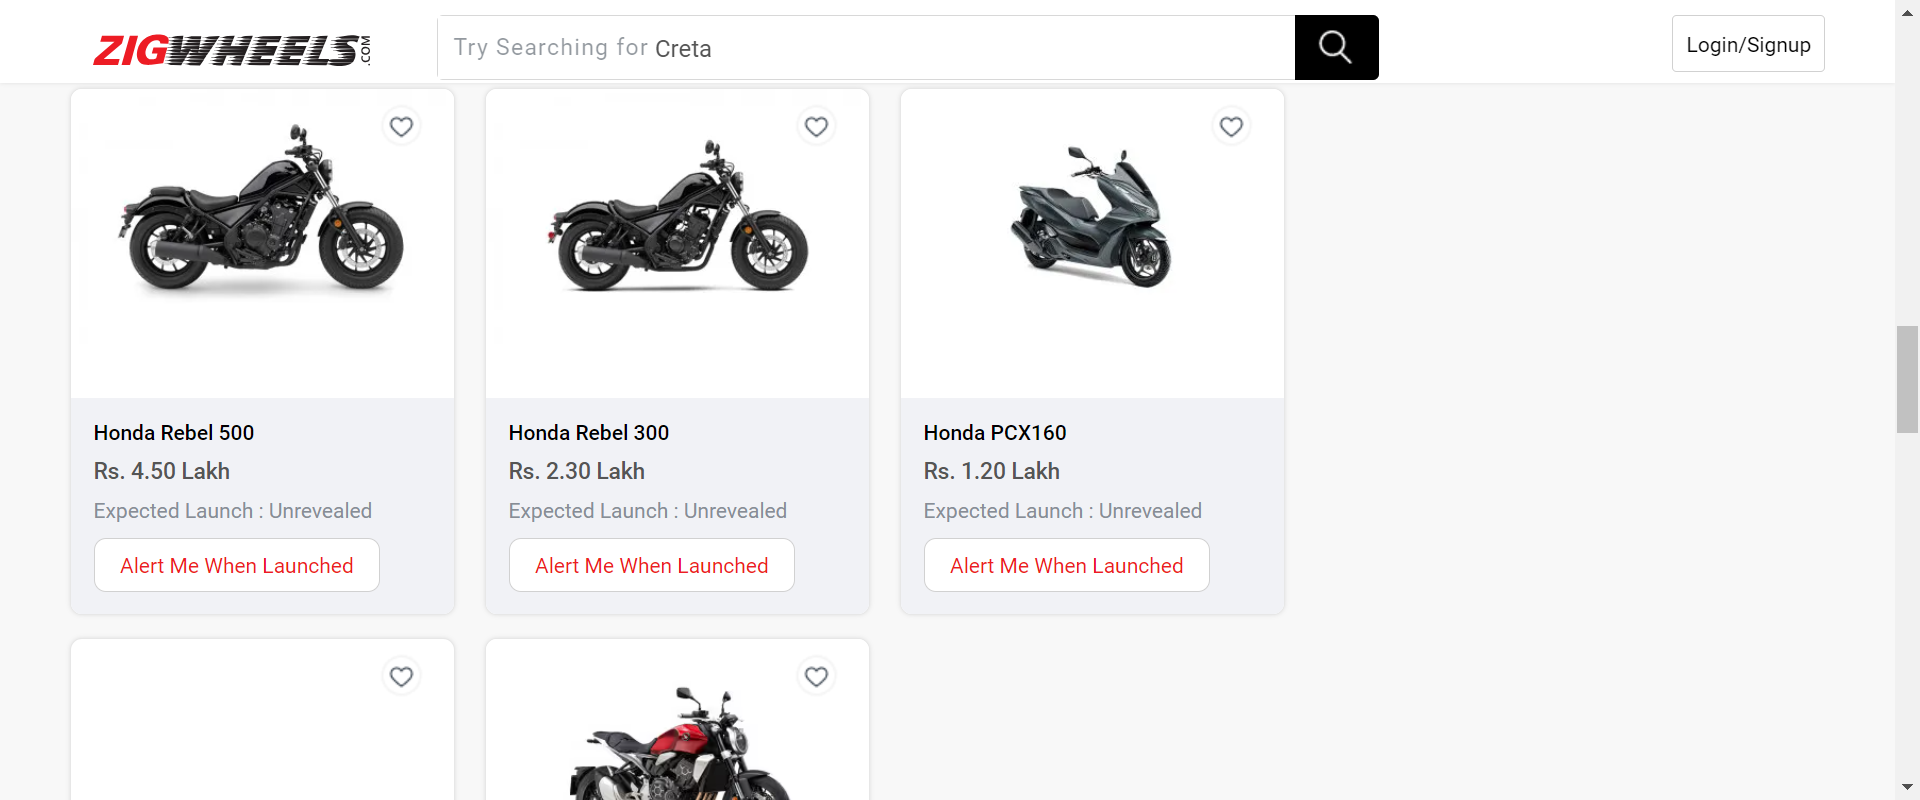 ZIGWHEELS.COM
Try Searching for Creta
Login/Signup
Honda Rebel 500
Rs. 4.50 Lakh
Expected Launch : Unrevealed
Alert Me When Launched
Honda Rebel 300
Rs. 2.30 Lakh
Expected Launch : Unrevealed
Alert Me When Launched
Honda PCX160
Rs. 1.20 Lakh
Expected Launch : Unrevealed
Alert Me When Launched